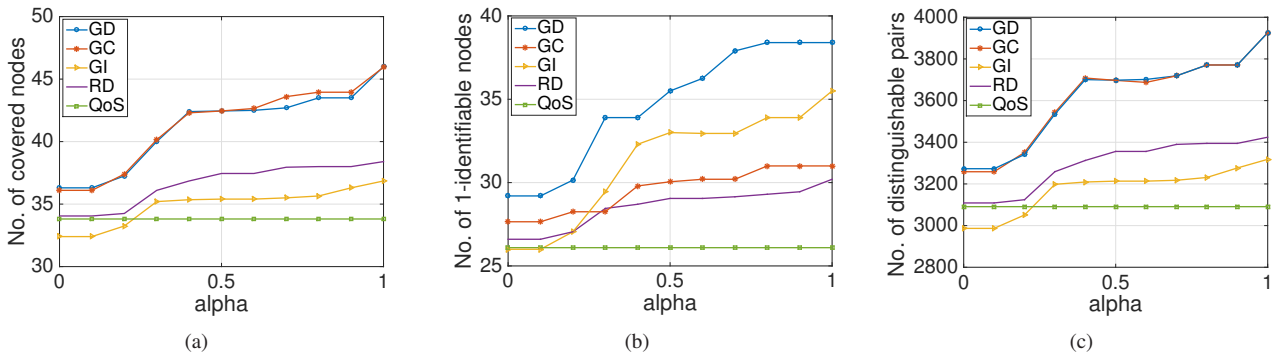 50
45
40
35
30
No. of covered nodes
GD
GC
GI
RD
QoS
0
0.5
1
alpha
(a)
40
35
30
25
No. of 1-identifiable nodes
GD
GC
GI
RD
QoS
0
0.5
1
alpha
(b)
4000
3800
3600
3400
3200
3000
2800
No. of distinguishable pairs
GD
GC
GI
RD
QoS
0
0.5
1
alpha
(c)